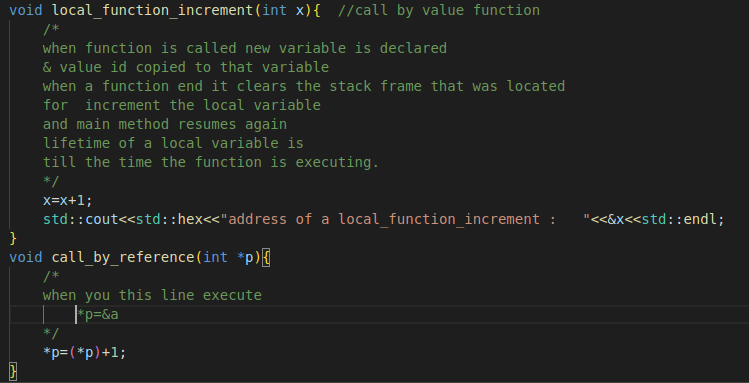 void local_function_increment(int x){  //call by value function
    /*
    when function is called new variable is declared
    & value id copied to that variable
    when a function end it clears the stack frame that was located
    for  increment the local variable
    and main method resumes again
    lifetime of a local variable is
    till the time the function is executing.
    */
    x=x+1;
    std::cout<<std::hex<<"address of a local_function_increment :   "<<&x<<std::endl;
}
void call_by_reference(int *p){
    /*
    when you this line execute
        *p=&a
    */
    *p=(*p)+1;
}